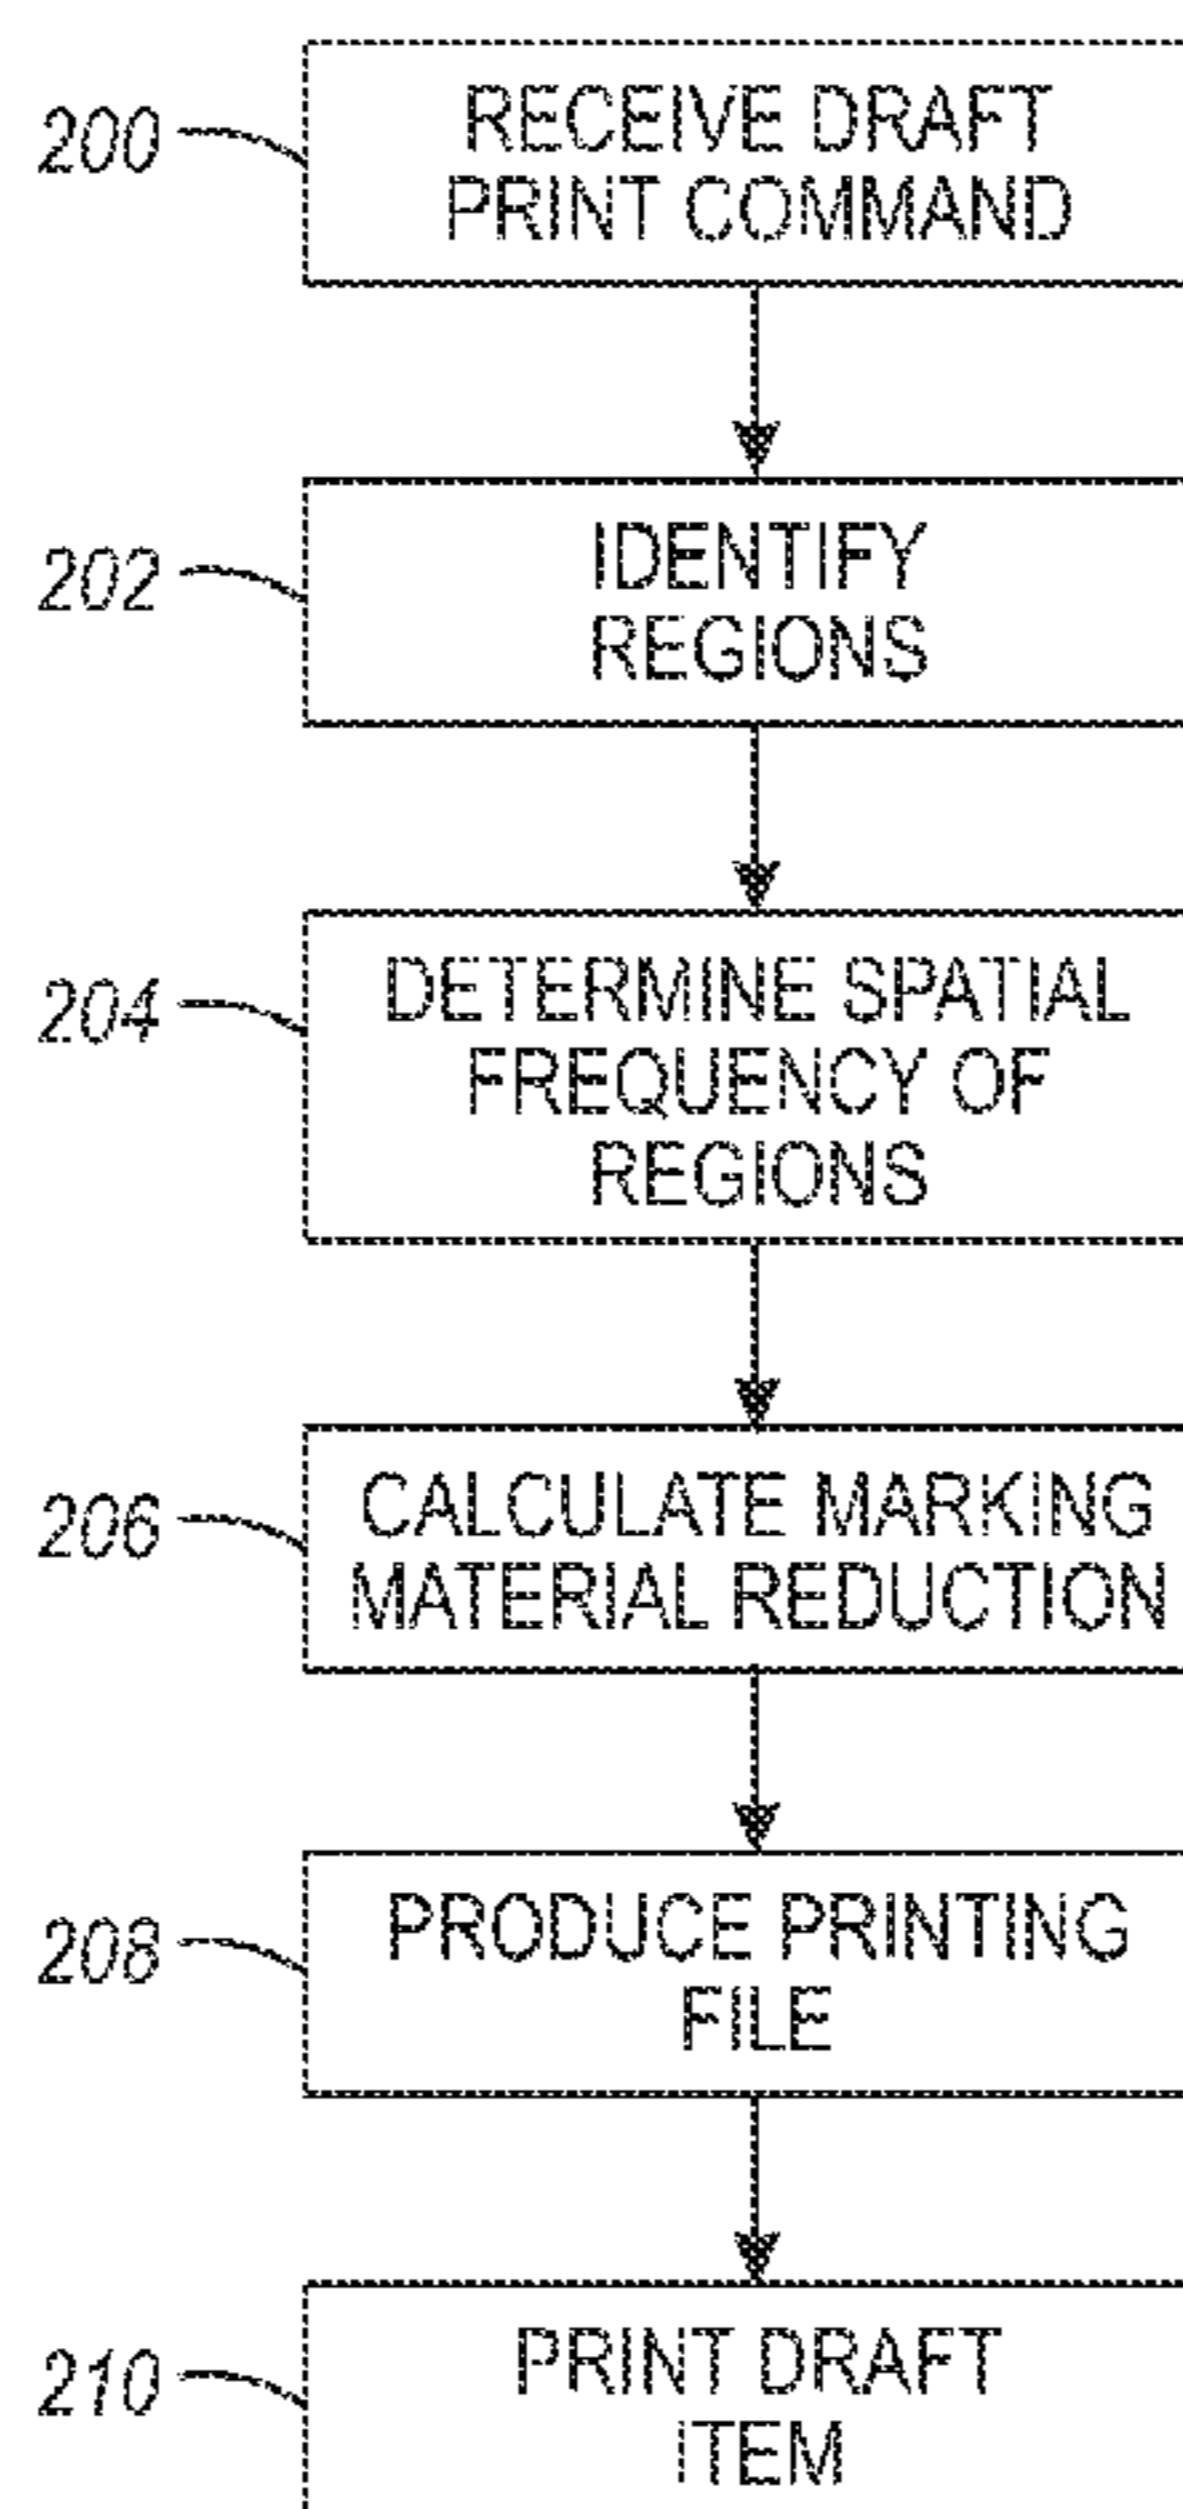 200
RECEIVE DRAFT
PRINT COMMAND
202
IDENTIFY
REGIONS
204
DETERMINE SPATIAL
FREQUENCY OF
REGIONS
206
CALCULATE MARKING
MATERIAL REDUCTION
208
PRODUCE PRINTING
FILE
210
PRINT DRAFT
ITEM